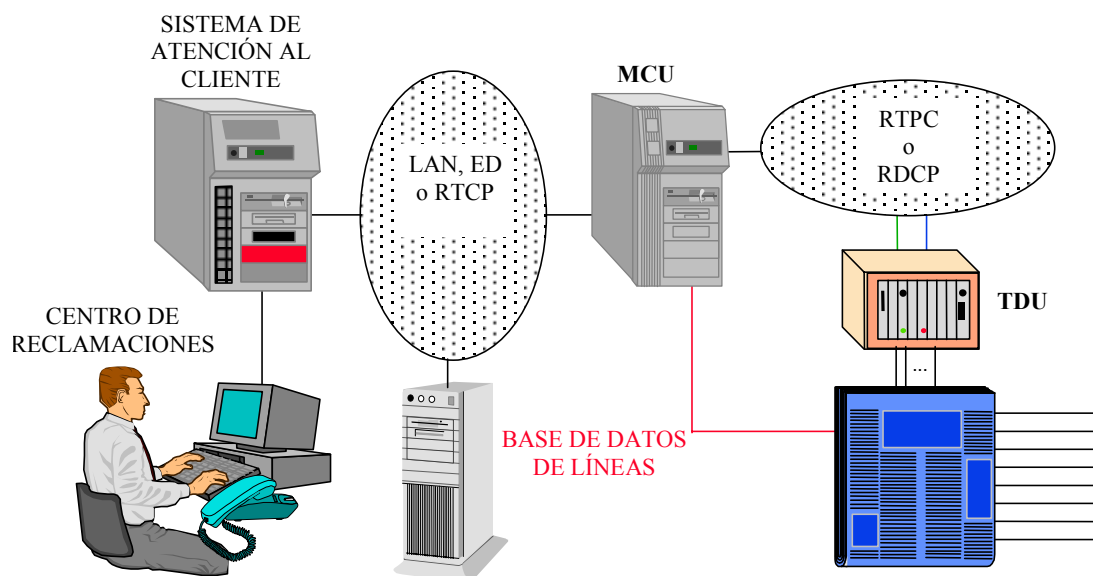 SISTEMA DE
ATENCIÓN AL
CLIENTE
MCU
LAN, ED
o RTCP
RTPC
o
RDCP
TDU
...
CENTRO DE
RECLAMACIONES
BASE DE DATOS
DE LÍNEAS